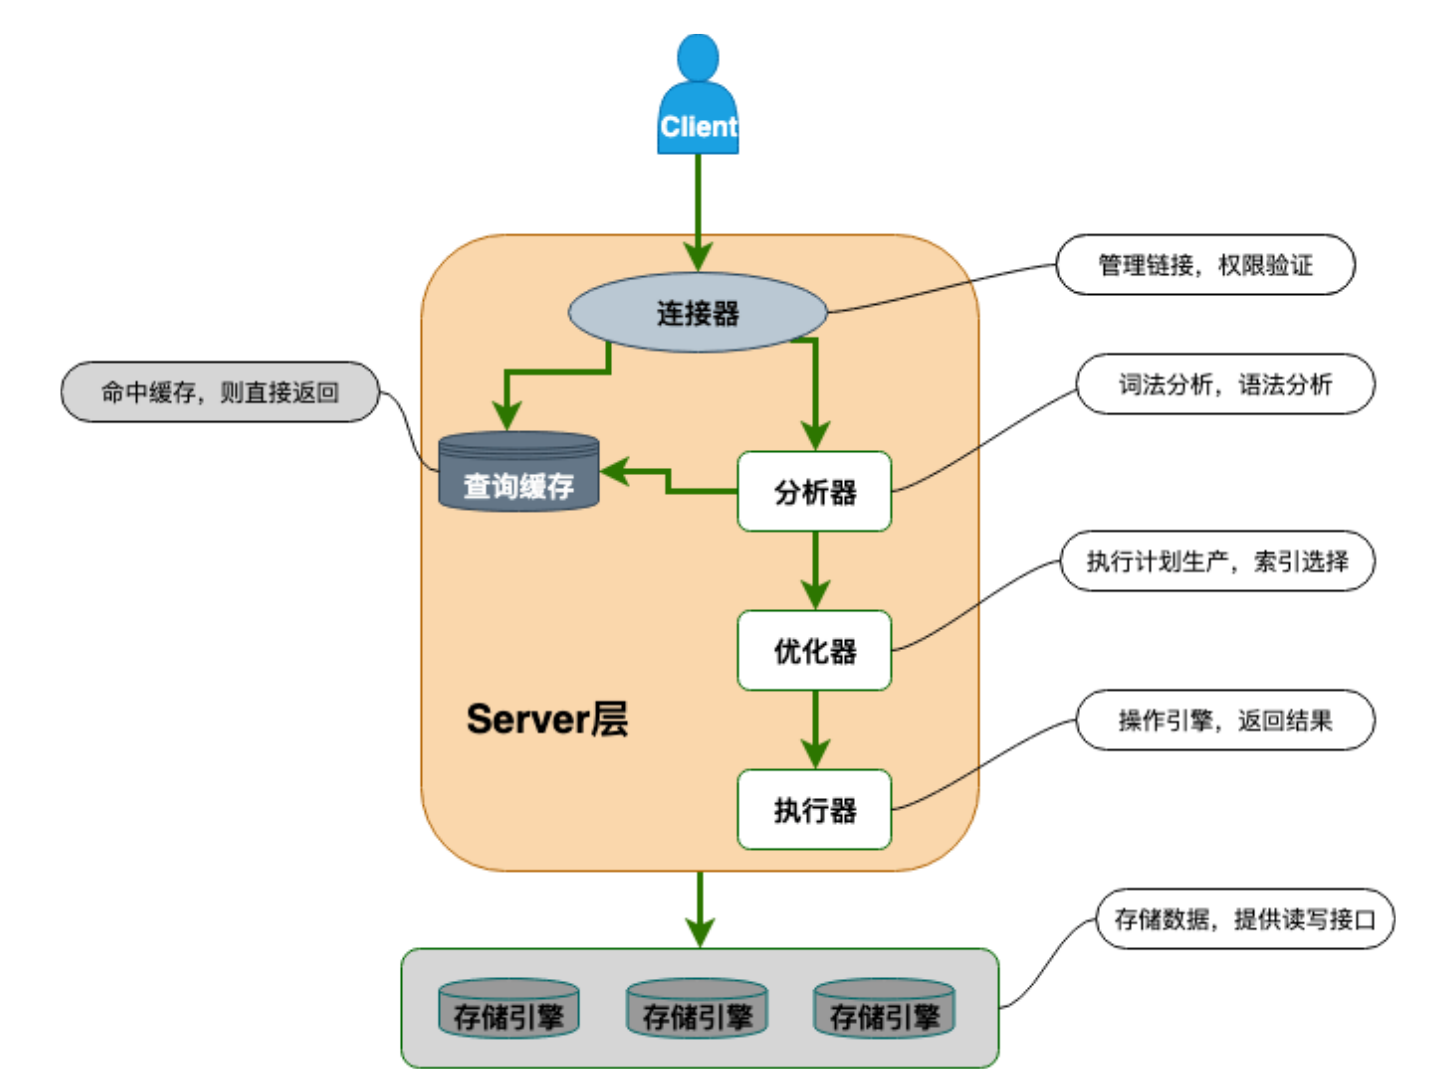 Client
管理链接，权限验证
连接器
词法分析，语法分析
命中缓存，则直接返回
查询缓存
分析器
执行计划生产，索引选择
优化器
Server层
操作引擎，返回结果
执行器
存储数据，提供读写接口
存储引擎
存储引擎
存储引擎